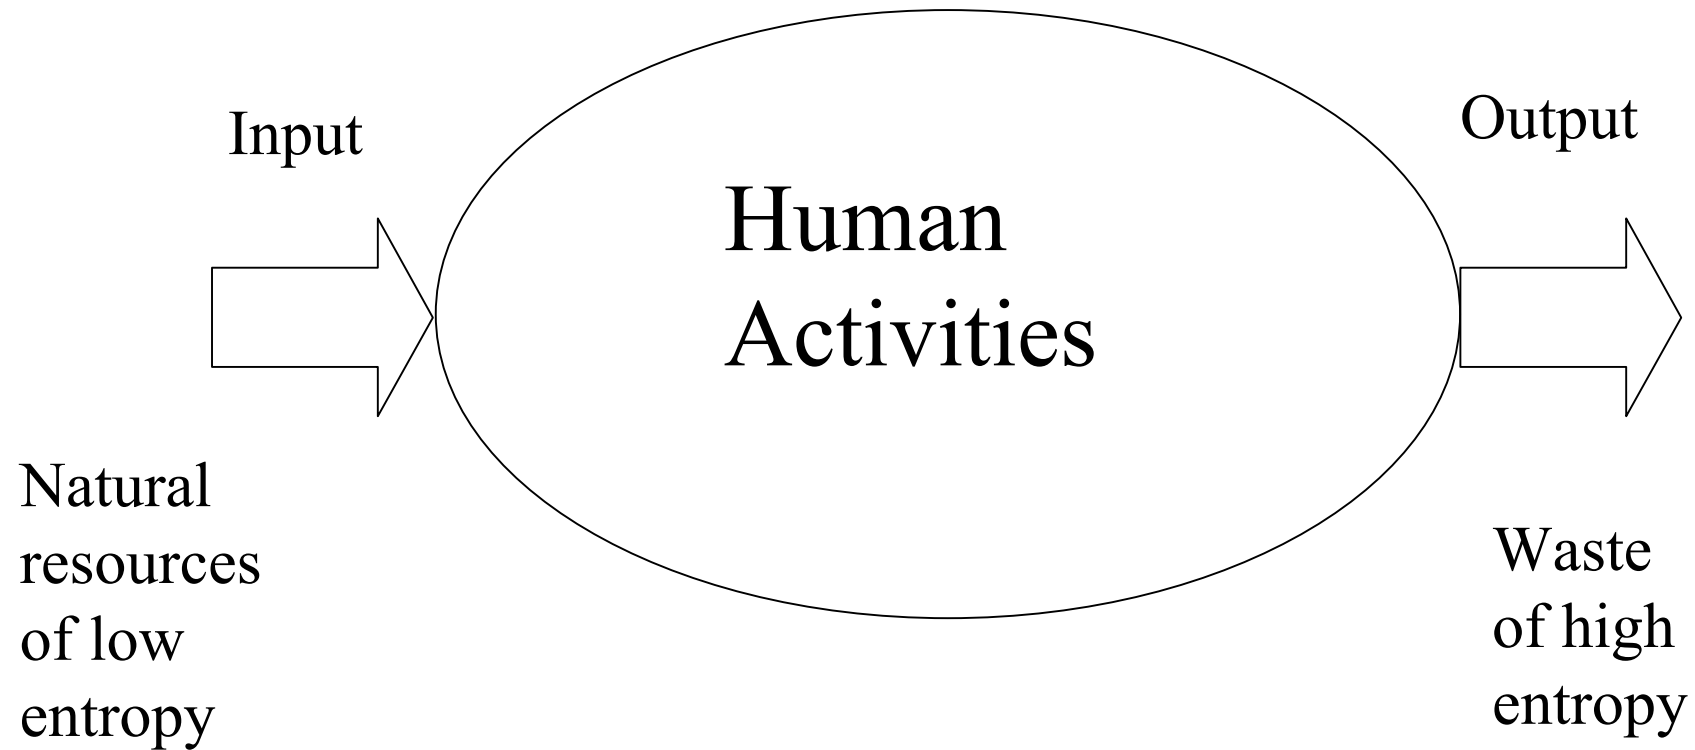 Input
Output
Human
Activities
Natural
resources
of low
entropy
Waste
of high
entropy